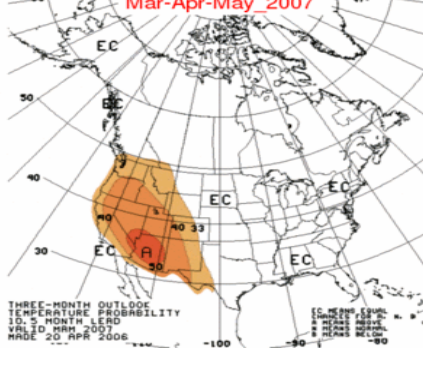 Mar-Apr-May_2007
EC
EC
50
40
EC
EC
40
40 33
EC
A
EC
30
50
THREE-MONTH OUTLOOK
TEMPERATURE PROBABILITY
10.5 MONTH LEAD
VALID MAM 2007
MADE 20 APR 2006
EC MEANS EQUAL
CHANCES FOR A, N, B
A MEANS ABOVE
N MEANS NORMAL
B MEANS BELOW
-100
-90
-80